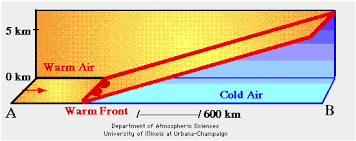 5 km
Warm Air
0 km
Cold Air
A
Warm Front
/ / 600 km
B
Department of Atmospheric Sciences
University of Illinois at Urbana-Champaign